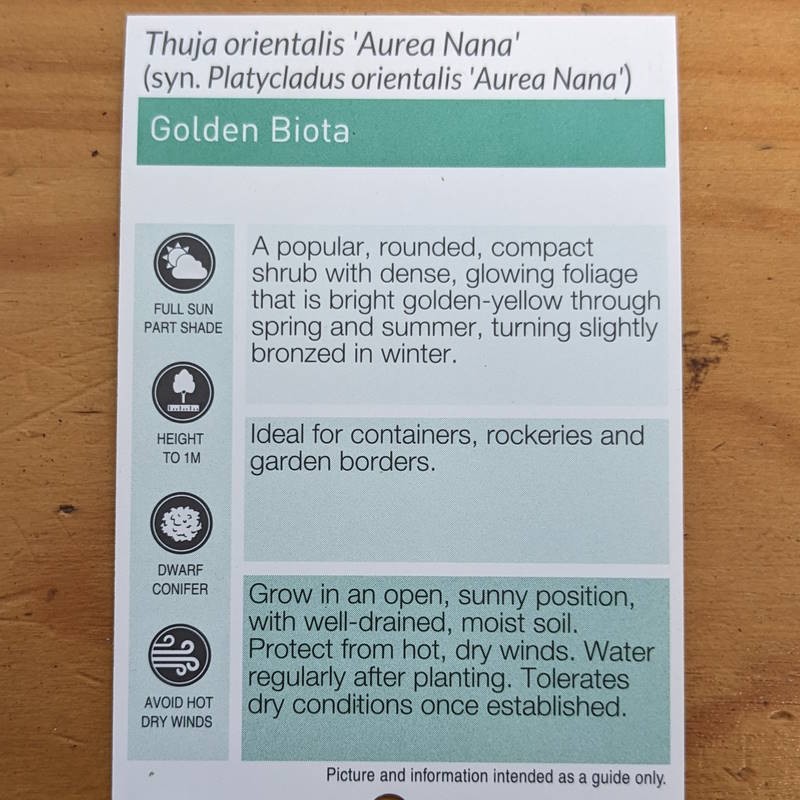 Thuja orientalis 'Aurea Nana'
(syn. Platycladus orientalis 'Aurea Nana')
Golden Biota
FULL SUN
PART SHADE
A popular, rounded, compact
shrub with dense, glowing foliage
that is bright golden-yellow through
spring and summer, turning slightly
bronzed in winter.
HEIGHT
TO 1M
Ideal for containers, rockeries and
garden borders.
DWARF
CONIFER
Grow in an open, sunny position,
with well-drained, moist soil.
Protect from hot, dry winds. Water
regularly after planting. Tolerates
dry conditions once established.
AVOID HOT
DRY WINDS
Picture and information intended as a guide only.